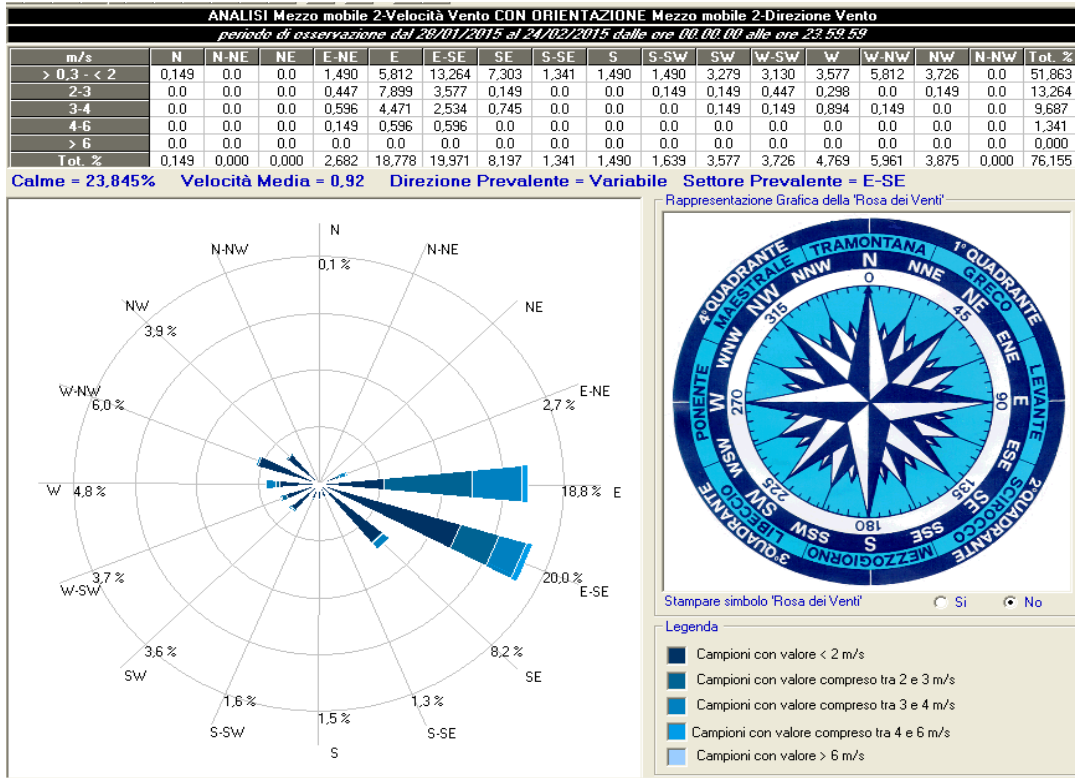 ANALISI Mezzo mobile 2-Velocità Vento CON ORIENTAZIONE Mezzo mobile 2-Direzione Vento
periodo di osservazione dal 28/01/2015 al 24/02/2015 dalle ore 00.00.00 alle ore 23.59.59
m/s N N-NE NE E-NE E E-SE SE S-SE S S-SW SW W-SW W W-NW NW N-NW Tot. %
> 0,3 - < 2 0,149 0.0 0.0 1,490 5,812 13,264 7,303 1,341 1,490 1,490 3,279 3,130 3,577 5,812 3,726 0.0 51,863
2-3 0.0 0.0 0.0 0,447 7,899 3,577 0,149 0.0 0.0 0,149 0,149 0,447 0,298 0.0 0,149 0.0 13,264
3-4 0.0 0.0 0.0 0,596 4,471 2,534 0,745 0.0 0.0 0.0 0,149 0,149 0,894 0,149 0.0 0.0 9,687
4-6 0.0 0.0 0.0 0,149 0,596 0,596 0.0 0.0 0.0 0.0 0.0 0.0 0.0 0.0 0.0 0.0 1,341
> 6 0.0 0.0 0.0 0.0 0.0 0.0 0.0 0.0 0.0 0.0 0.0 0.0 0.0 0.0 0.0 0.0 0,000
Tot. % 0,149 0,000 0,000 2,682 18,778 19,971 8,197 1,341 1,490 1,639 3,577 3,726 4,769 5,961 3,875 0,000 76,155
Calme = 23,845% Velocità Media = 0,92 Direzione Prevalente = Variabile Settore Prevalente = E-SE
N
0,1 %
N-NE
NE
E-NE
2,7 %
18,8 % E
20,0 %
E-SE
8,2 %
SE
1,3 %
S-SE
1,5 %
S
1,6 %
S-SW
3,6 %
SW
3,7 %
W-SW
W 4,8 %
W-NW
6,0 %
NW
3,9 %
N-NW
Rappresentazione Grafica della 'Rosa dei Venti'
1° QUADRANTE
2° QUADRANTE
3° QUADRANTE
4° QUADRANTE
TRAMONTANA
GRECO
LEVANTE
SCIROCCO
MEZZOGIORNO
LIBECCIO
PONENTE
MAESTRALE
N NNE NE ENE E ESE SE SSE S SSW SW WSW W WNW NW NNW
0 45 90 135 180 225 270 315
Stampare simbolo 'Rosa dei Venti' Si No
Legenda
Campioni con valore < 2 m/s
Campioni con valore compreso tra 2 e 3 m/s
Campioni con valore compreso tra 3 e 4 m/s
Campioni con valore compreso tra 4 e 6 m/s
Campioni con valore > 6 m/s